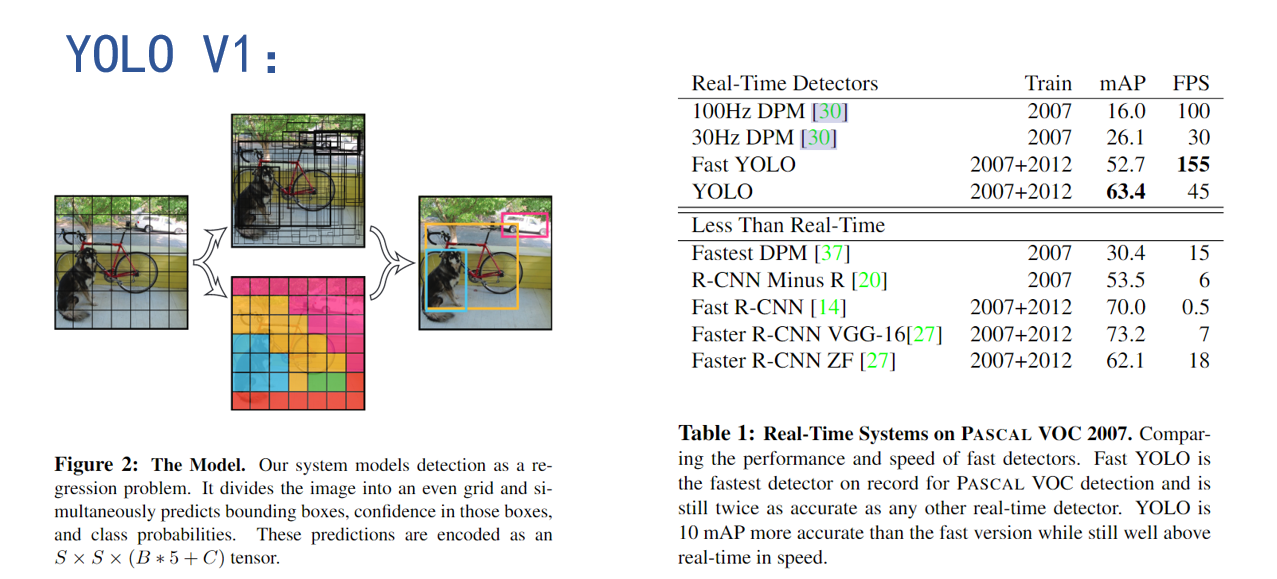 YOLO V1:
Figure 2: The Model. Our system models detection as a re-
gression problem. It divides the image into an even grid and si-
multaneously predicts bounding boxes, confidence in those boxes,
and class probabilities. These predictions are encoded as an
S × S × (B ∗ 5 + C) tensor.
Real-Time Detectors Train mAP FPS
100Hz DPM [30] 2007 16.0 100
30Hz DPM [30] 2007 26.1 30
Fast YOLO 2007+2012 52.7 155
YOLO 2007+2012 63.4 45
Less Than Real-Time
Fastest DPM [37] 2007 30.4 15
R-CNN Minus R [20] 2007 53.5 6
Fast R-CNN [14] 2007+2012 70.0 0.5
Faster R-CNN VGG-16[27] 2007+2012 73.2 7
Faster R-CNN ZF [27] 2007+2012 62.1 18
Table 1: Real-Time Systems on PASCAL VOC 2007. Compar-
ing the performance and speed of fast detectors. Fast YOLO is
the fastest detector on record for PASCAL VOC detection and is
still twice as accurate as any other real-time detector. YOLO is
10 mAP more accurate than the fast version while still well above
real-time in speed.